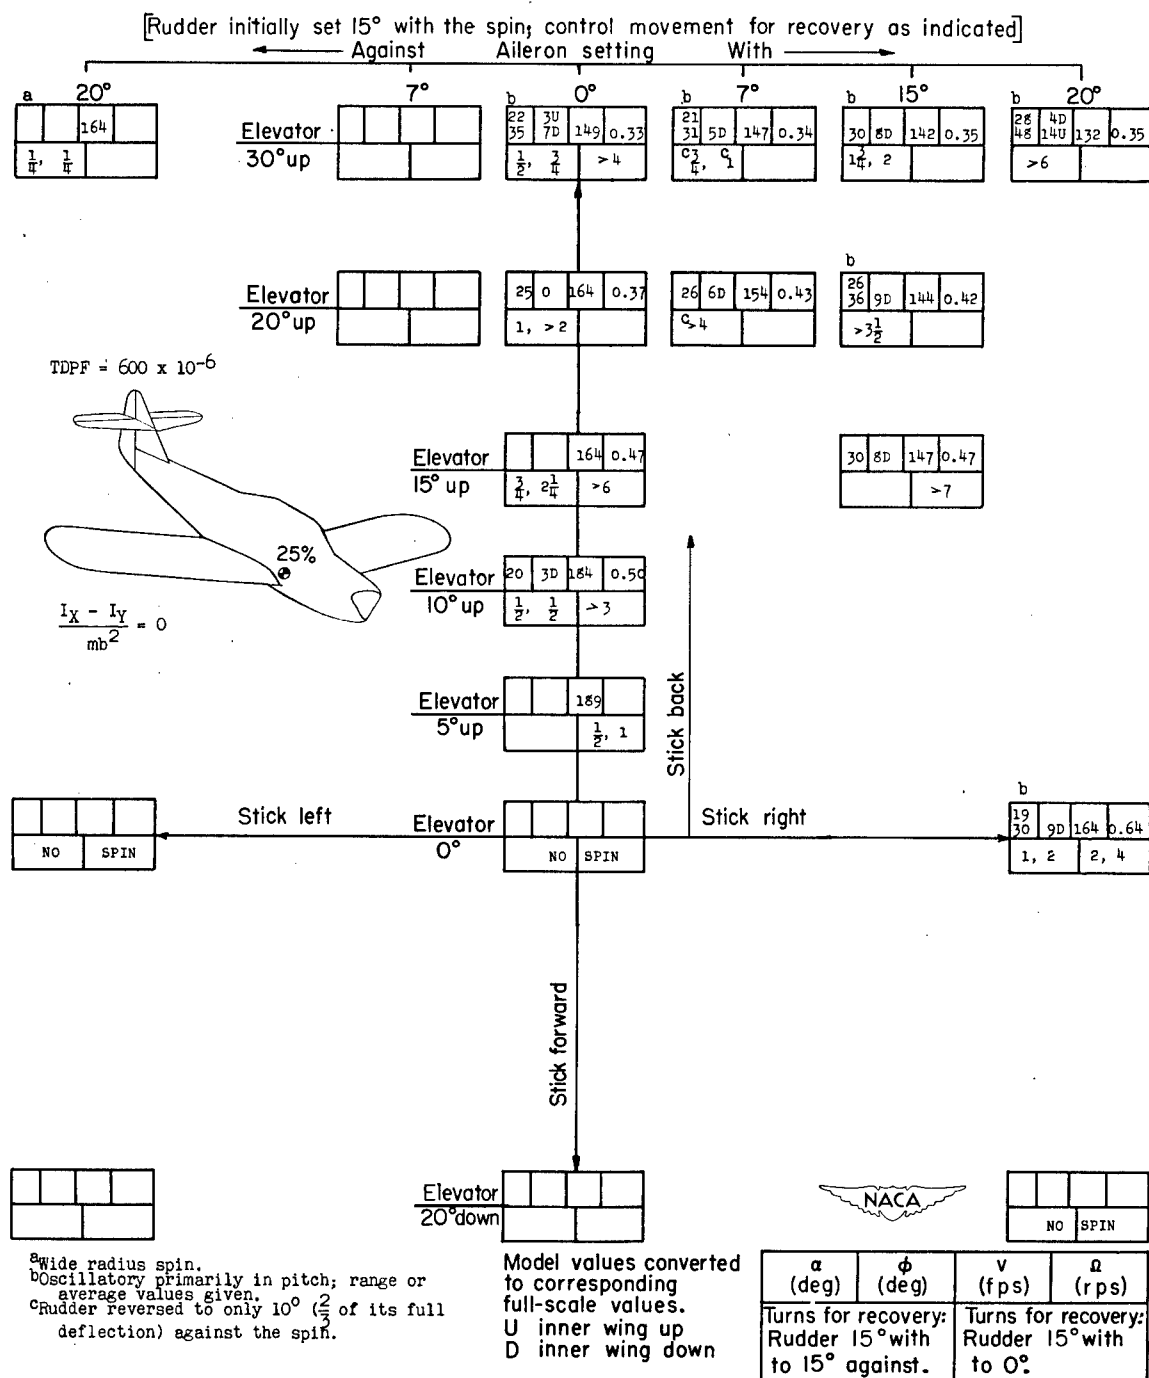 [Rudder initially set 15° with the spin; control movement for recovery as indicated]
Against Aileron setting With
20° 7° 0° 7° 15° 20°
a b b b b
Elevator
30° up
164
1/4, 1/4
22 35 3U 7D 149 0.33
1/2, 3/4 >4
21 31 5D 147 0.34
c3/4, c1
30 8D 142 0.35
1 3/4, 2
28 48 4D 14U 132 0.35
>6
b
Elevator
20° up
25 0 164 0.37
1, >2
26 6D 154 0.43
c>4
26 36 9D 144 0.42
>3 1/2
TDPF = 600 x 10-6
Elevator
15° up
164 0.47
3/4, 2 1/4 >6
30 8D 147 0.47
>7
25%
Elevator
10° up
20 3D 184 0.50
1/2, 1/2 >3
IX - IY
mb2 = 0
Elevator
5° up
189
1/2, 1
Stick back
b
Stick left
Elevator
0°
Stick right
NO SPIN
NO SPIN
19 30 9D 164 0.64
1, 2 2, 4
Stick forward
Elevator
20° down
NACA
NO SPIN
aWide radius spin.
bOscillatory primarily in pitch; range or
average values given.
cRudder reversed to only 10° (2/3 of its full
deflection) against the spin.
Model values converted
to corresponding
full-scale values.
U inner wing up
D inner wing down
α (deg) ϕ (deg) V (fps) Ω (rps)
Turns for recovery:
Rudder 15° with
to 15° against.
Turns for recovery:
Rudder 15° with
to 0°.